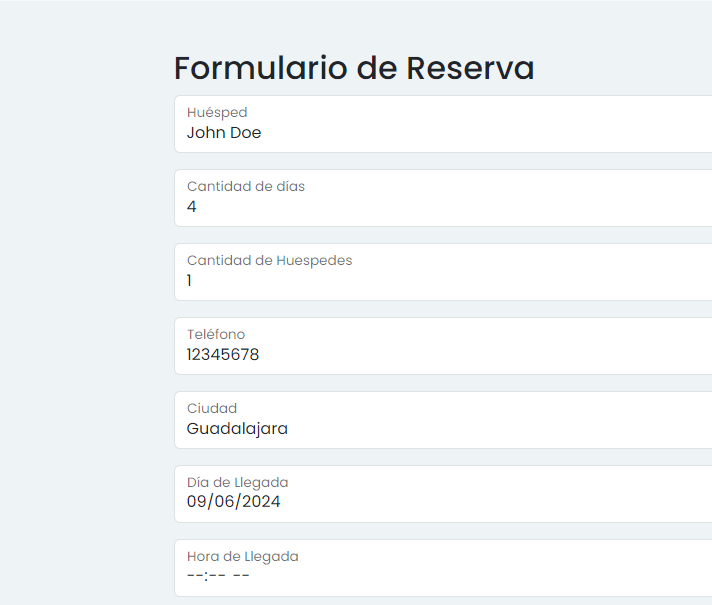 Formulario de Reserva
Huésped
John Doe
Cantidad de días
4
Cantidad de Huespedes
1
Teléfono
12345678
Ciudad
Guadalajara
Día de Llegada
09/06/2024
Hora de Llegada
--:-- --